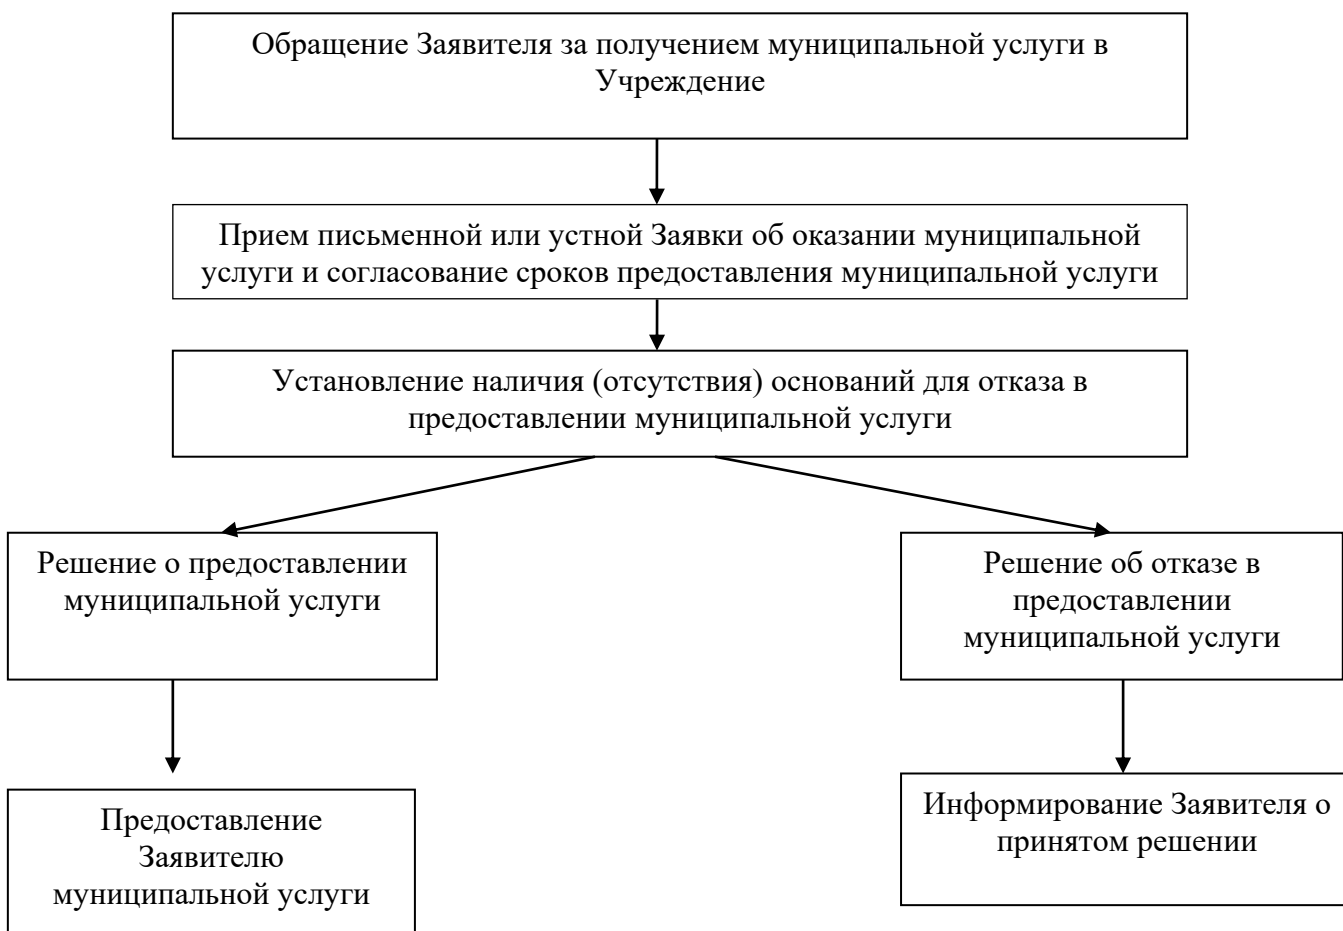 Обращение Заявителя за получением муниципальной услуги в
Учреждение
Прием письменной или устной Заявки об оказании муниципальной
услуги и согласование сроков предоставления муниципальной услуги
Установление наличия (отсутствия) оснований для отказа в
предоставлении муниципальной услуги
Решение о предоставлении
муниципальной услуги
Решение об отказе в
предоставлении
муниципальной услуги
Предоставление
Заявителю
муниципальной услуги
Информирование Заявителя о
принятом решении